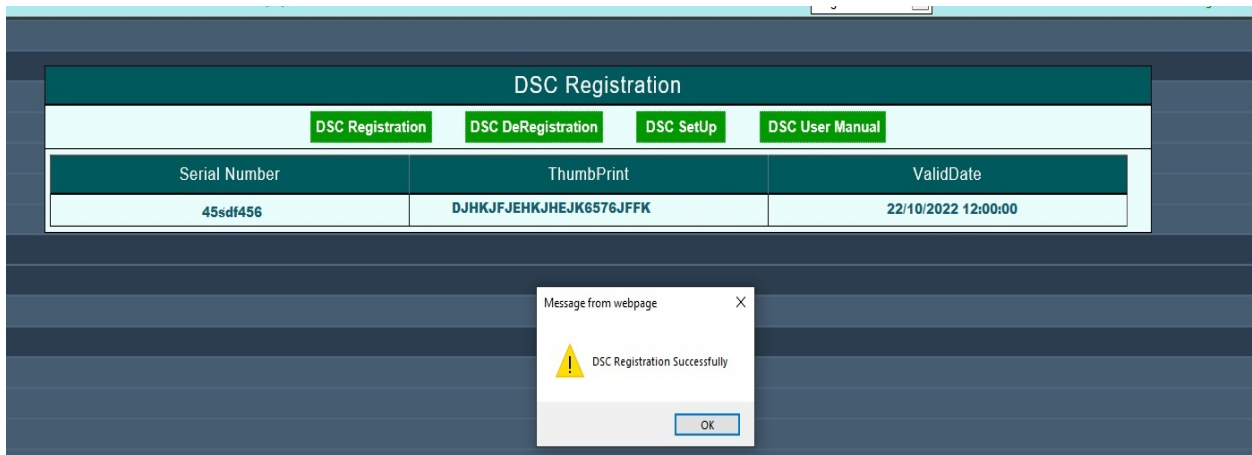 DSC Registration
DSC Registration DSC DeRegistration DSC SetUp DSC User Manual
Serial Number ThumbPrint ValidDate
45sdf456 DJHKJFJEHKJHEJK6576JFFK 22/10/2022 12:00:00
Message from webpage X
DSC Registration Successfully
OK